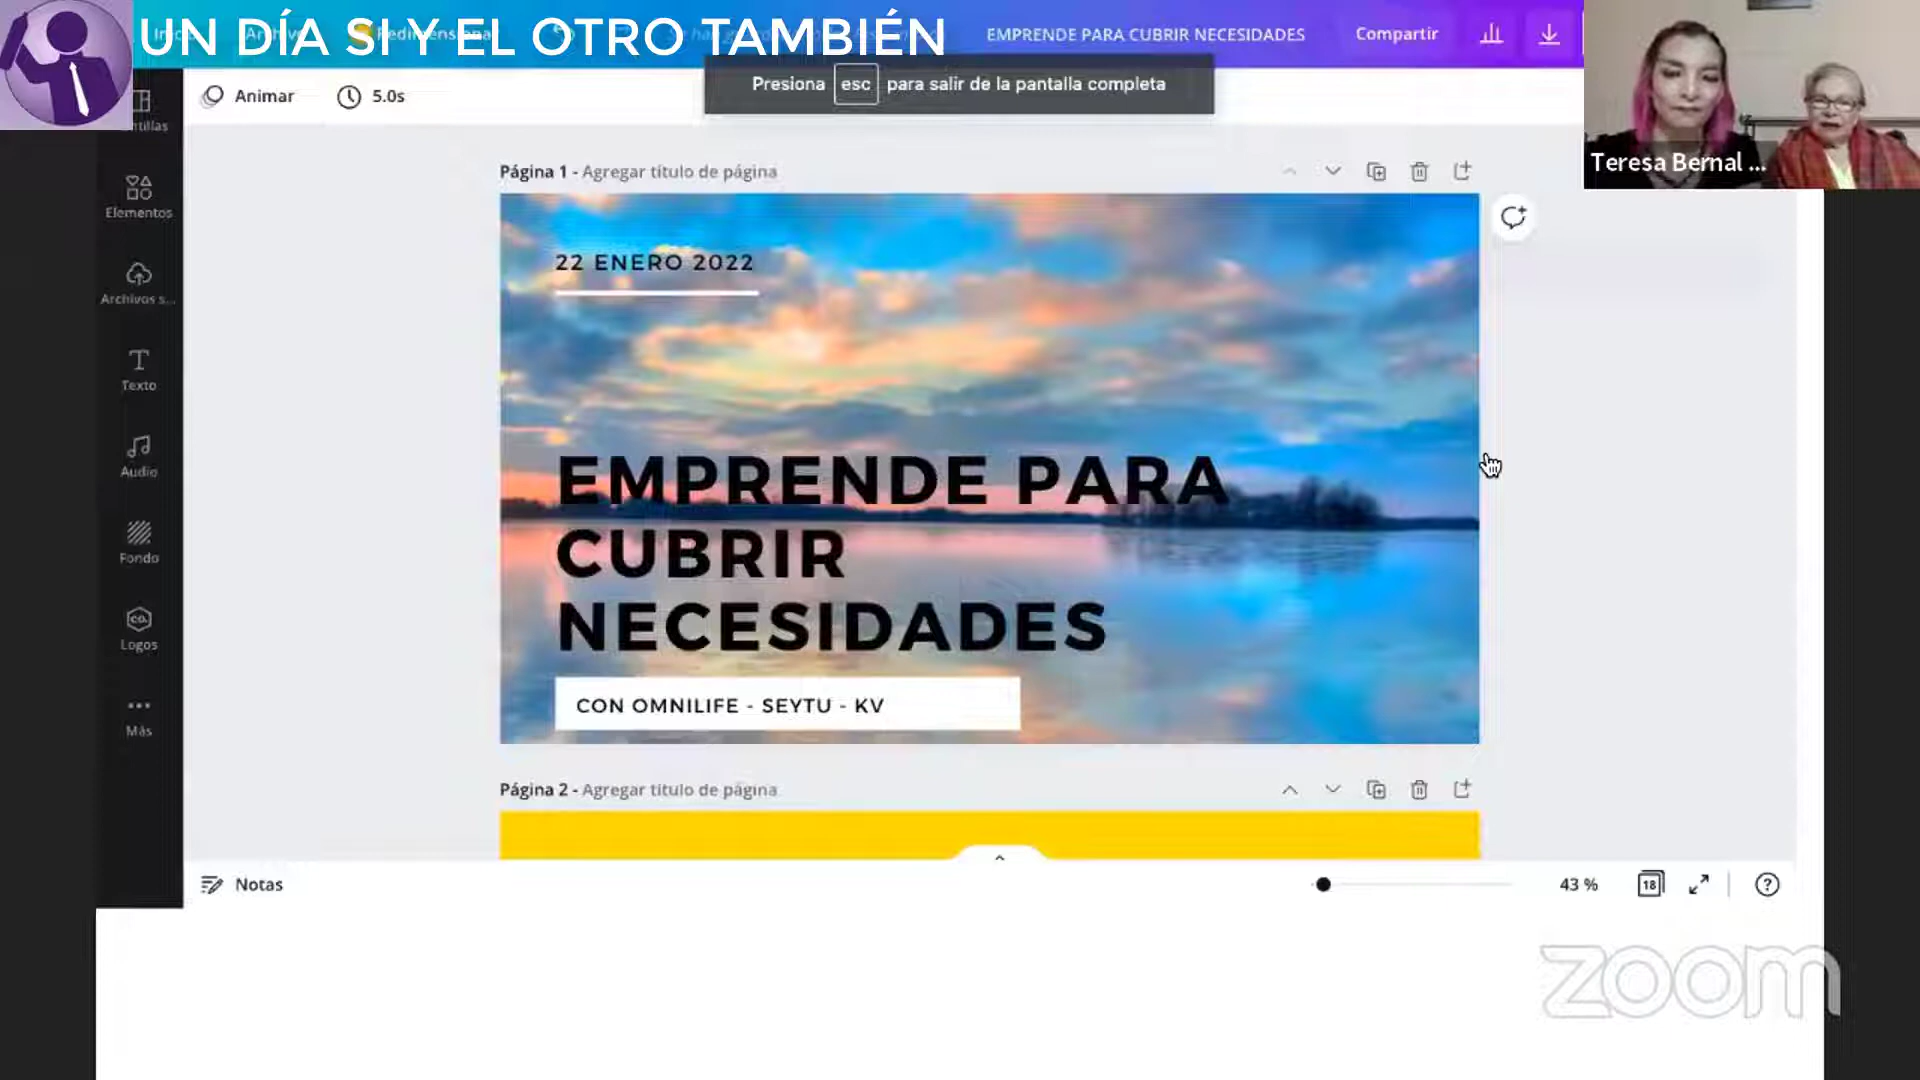 UN DÍA SI Y EL OTRO TAMBIÉN
EMPRENDE PARA CUBRIR NECESIDADES
Compartir
Presiona esc para salir de la pantalla completa
Animar
5.0s
Teresa Bernal ...
Elementos
Archivos s...
Texto
Audio
Fondo
Logos
Más
Página 1 - Agregar título de página
22 ENERO 2022
EMPRENDE PARA
CUBRIR
NECESIDADES
CON OMNILIFE - SEYTU - KV
Página 2 - Agregar título de página
Notas
43 %
18
zoom